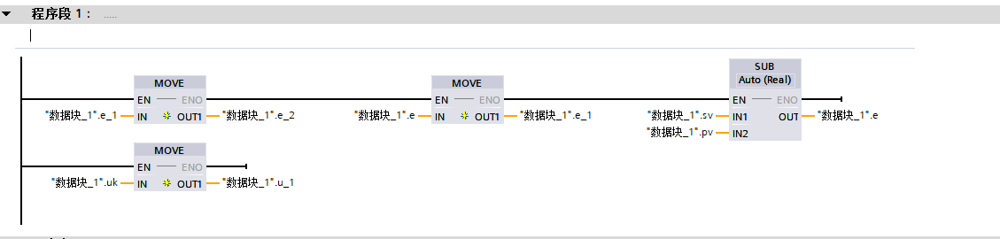 程序段 1： .....
MOVE
EN ENO
"数据块_1".e_1 IN OUT1 "数据块_1".e_2
MOVE
EN ENO
"数据块_1".e IN OUT1 "数据块_1".e_1
SUB
Auto (Real)
EN ENO
"数据块_1".sv IN1 OUT "数据块_1".e
"数据块_1".pv IN2
MOVE
EN ENO
"数据块_1".uk IN OUT1 "数据块_1".u_1